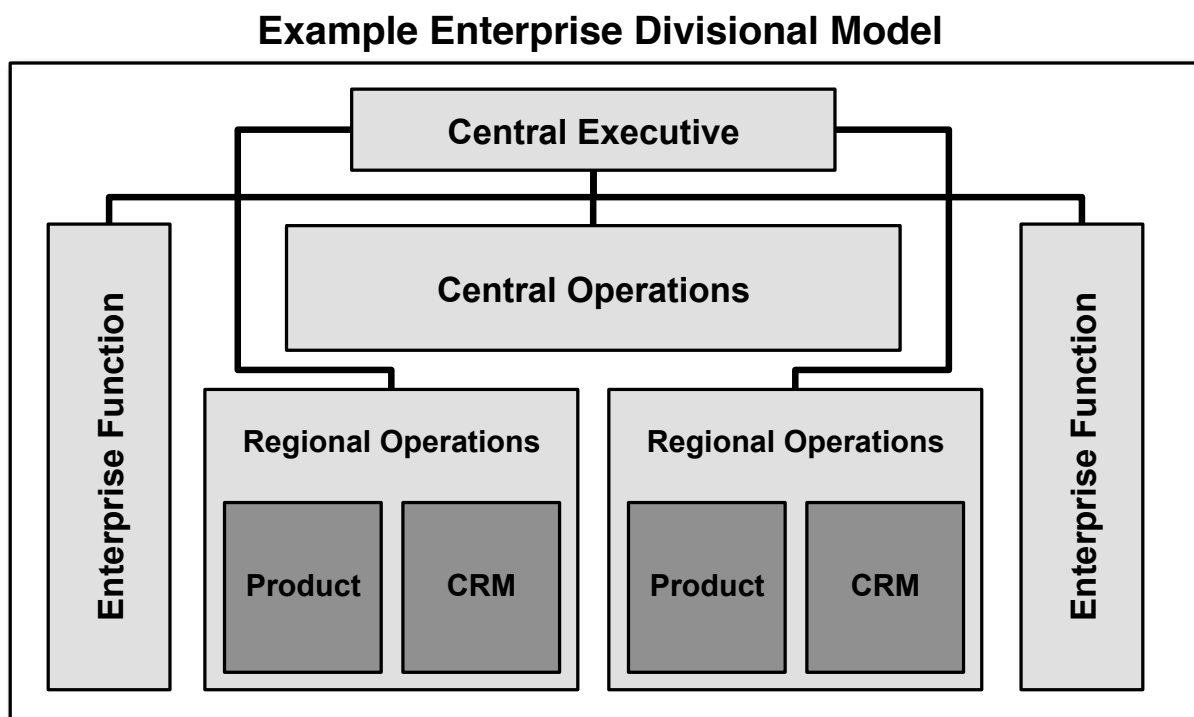 Example Enterprise Divisional Model
Central Executive
Central Operations
Enterprise Function
Regional Operations
Product
CRM
Regional Operations
Product
CRM
Enterprise Function